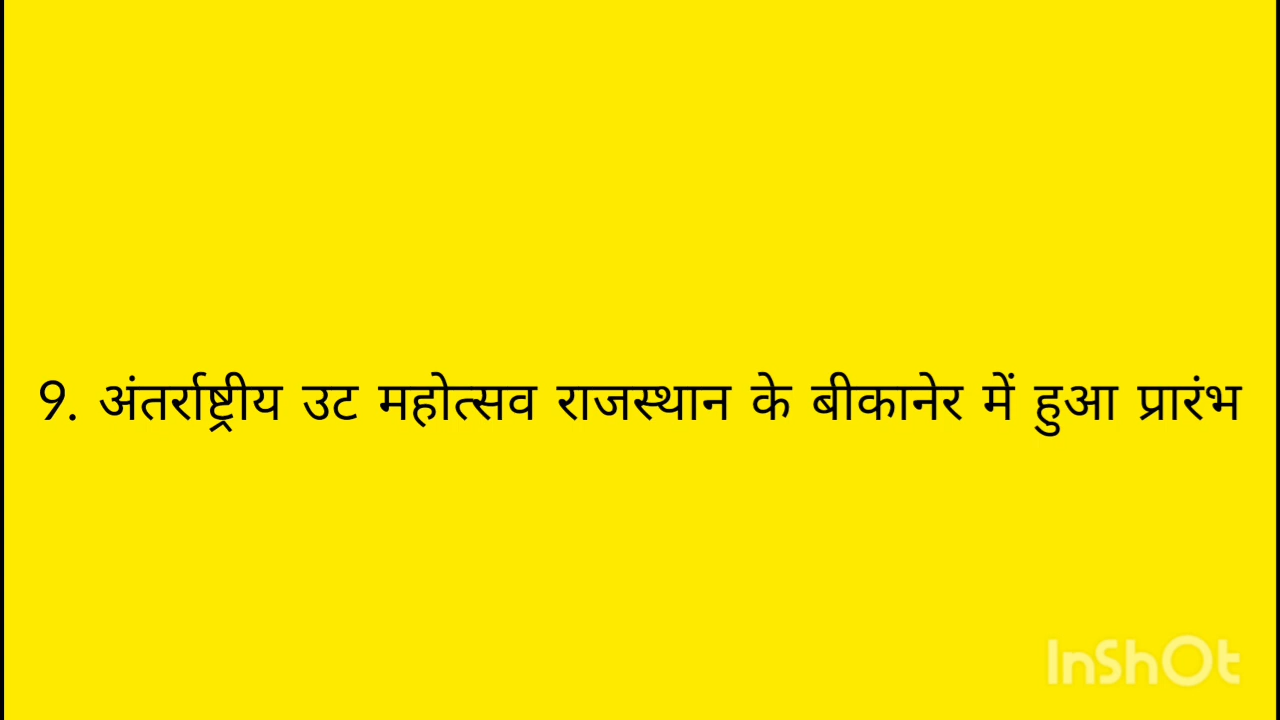 9. अंतर्राष्ट्रीय उट महोत्सव राजस्थान के बीकानेर में हुआ प्रारंभ
InShOt